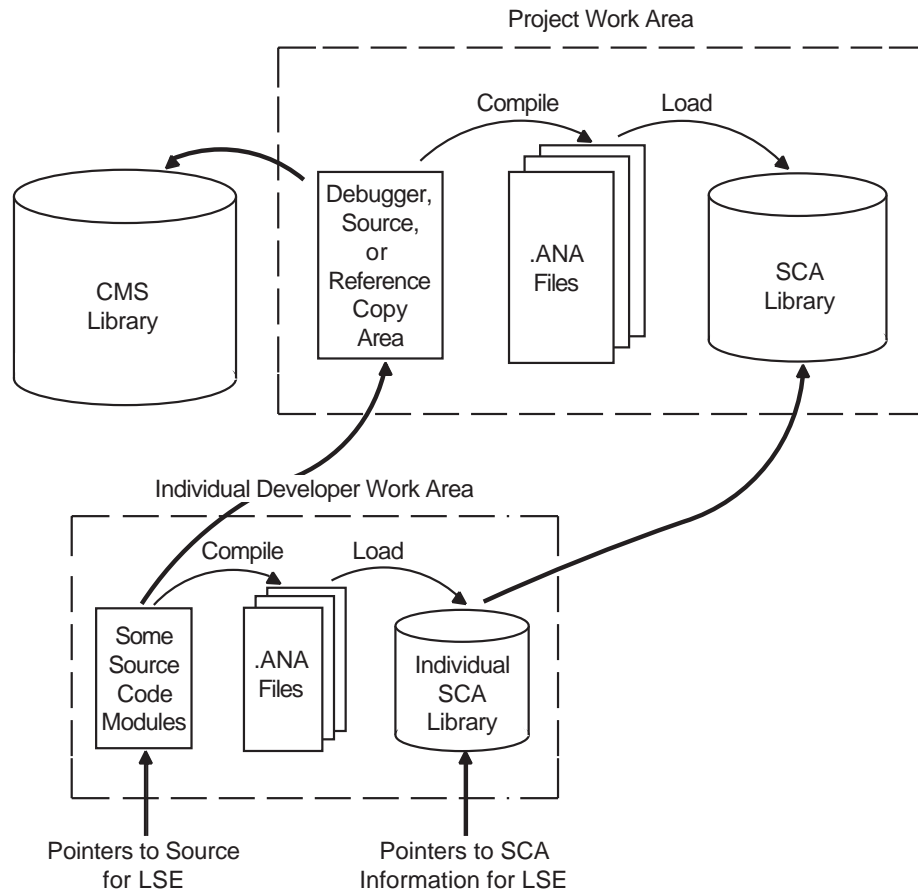 Project Work Area
Compile
Load
CMS
Library
Debugger,
Source,
or
Reference
Copy
Area
.ANA
Files
SCA
Library
Individual Developer Work Area
Compile
Load
Some
Source
Code
Modules
.ANA
Files
Individual
SCA
Library
Pointers to Source
for LSE
Pointers to SCA
Information for LSE